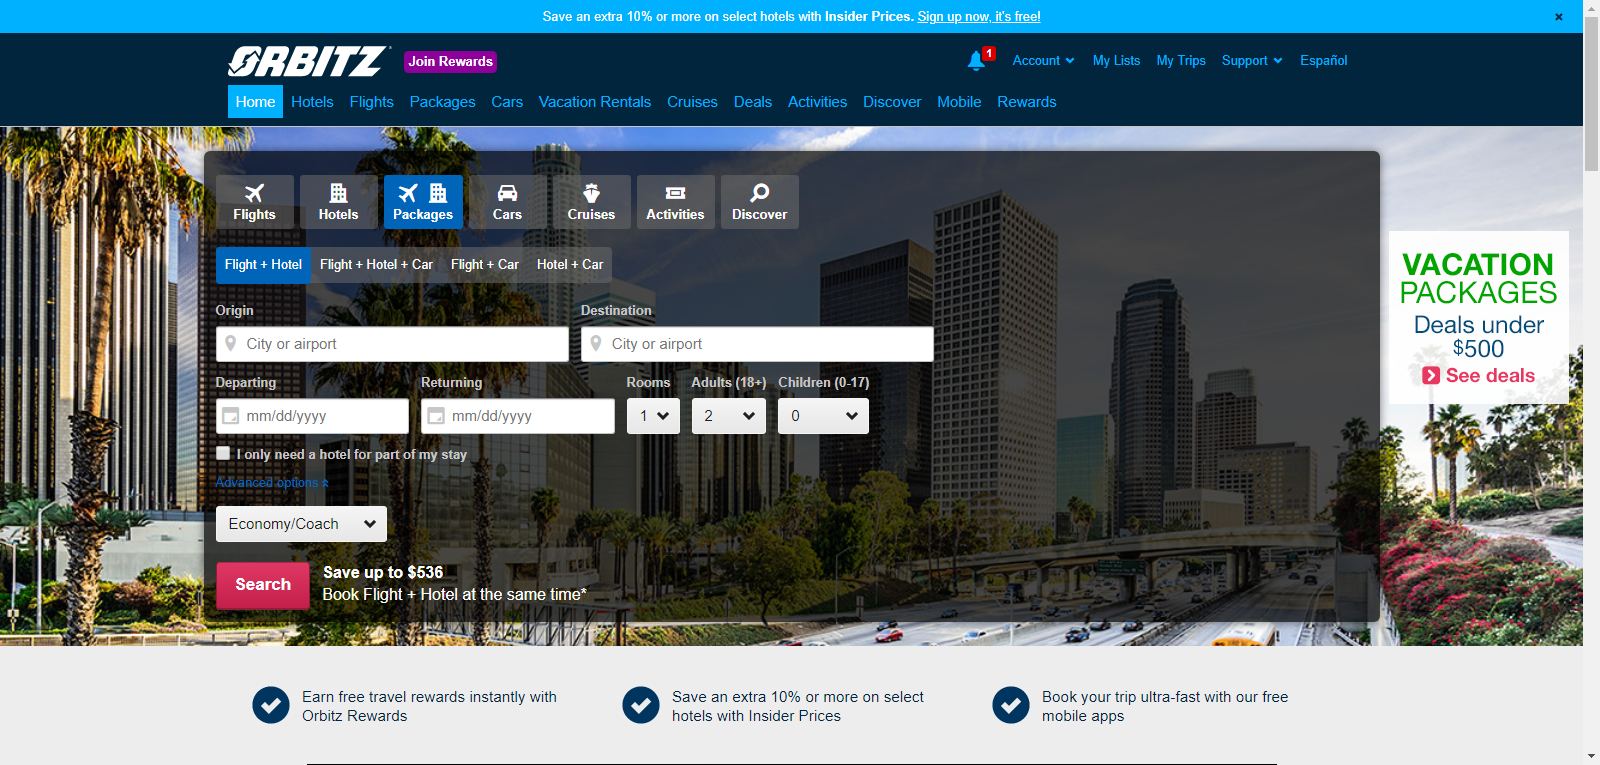 Save an extra 10% or more on select hotels with Insider Prices. Sign up now, it's free!
×
ORBITZ
Join Rewards
1
Account
My Lists
My Trips
Support
Español
Home
Hotels
Flights
Packages
Cars
Vacation Rentals
Cruises
Deals
Activities
Discover
Mobile
Rewards
Flights
Hotels
Packages
Cars
Cruises
Activities
Discover
Flight + Hotel
Flight + Hotel + Car
Flight + Car
Hotel + Car
Origin
Destination
City or airport
City or airport
Departing
Returning
Rooms
Adults (18+)
Children (0-17)
mm/dd/yyyy
mm/dd/yyyy
1
2
0
I only need a hotel for part of my stay
Advanced options
Economy/Coach
Search
Save up to $536
Book Flight + Hotel at the same time*
VACATION
PACKAGES
Deals under
$500
See deals
Earn free travel rewards instantly with
Orbitz Rewards
Save an extra 10% or more on select
hotels with Insider Prices
Book your trip ultra-fast with our free
mobile apps